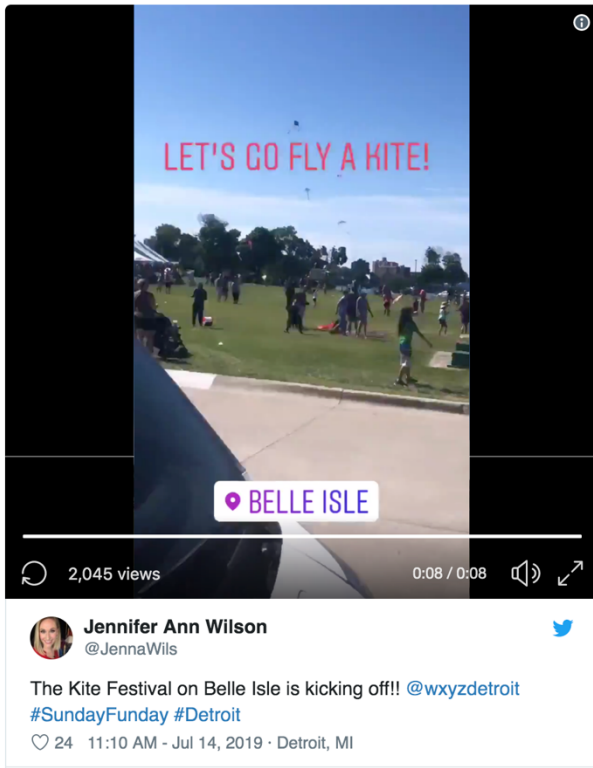 LET'S GO FLY A KITE!
BELLE ISLE
2,045 views
0:08 / 0:08
Jennifer Ann Wilson
@JennaWils
The Kite Festival on Belle Isle is kicking off!! @wxyzdetroit
#SundayFunday #Detroit
24 11:10 AM - Jul 14, 2019 · Detroit, MI